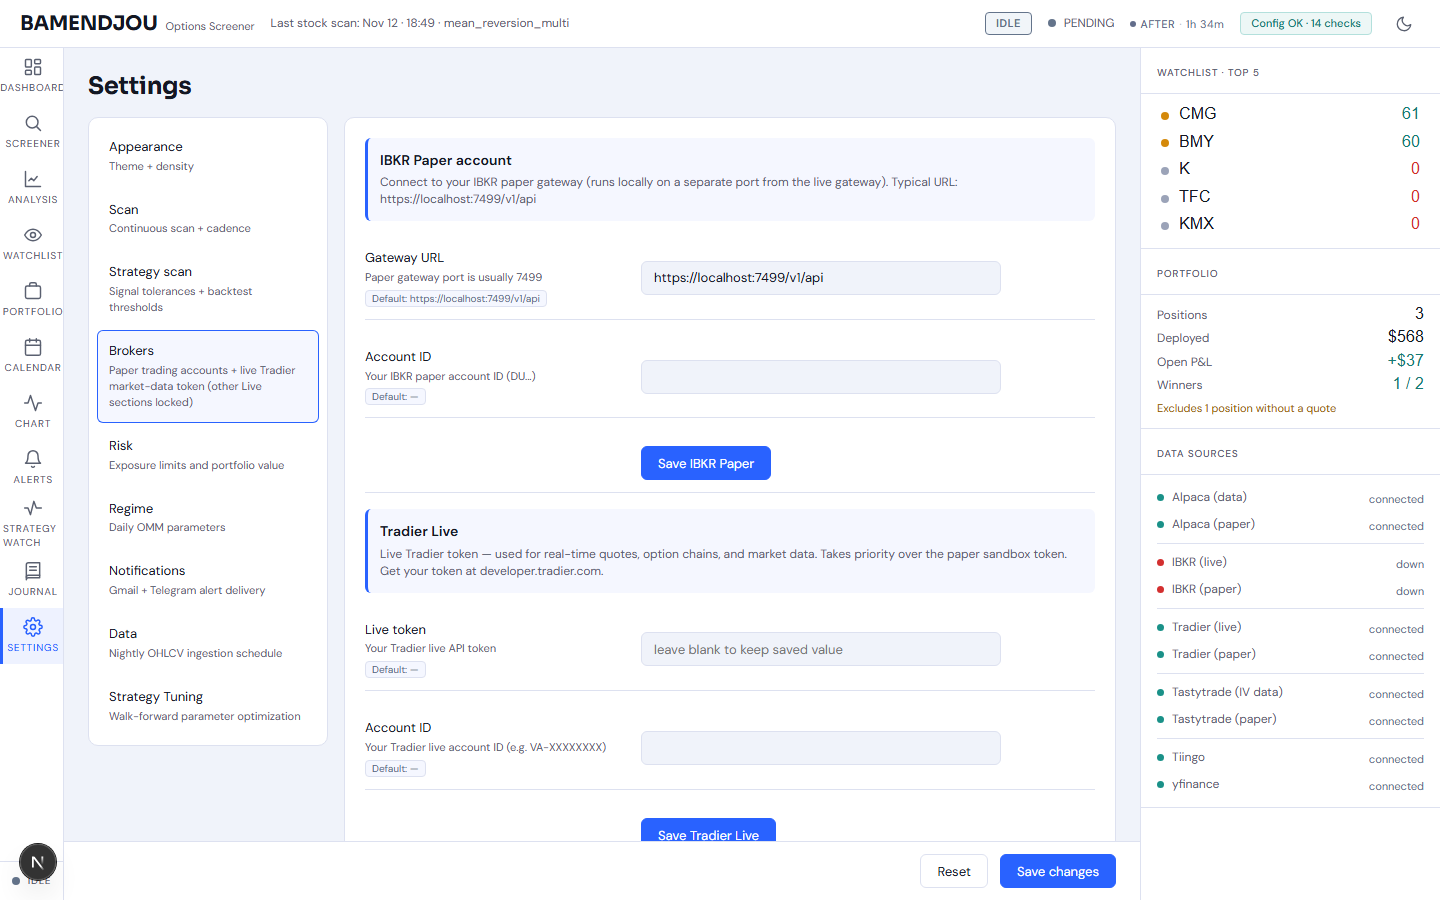 BAMENDJOU Options Screener Last stock scan: Nov 12 · 18:49 · mean_reversion_multi IDLE PENDING AFTER · 1h 34m Config OK · 14 checks
DASHBOARD
SCREENER
ANALYSIS
WATCHLIST
PORTFOLIO
CALENDAR
CHART
ALERTS
STRATEGY
WATCH
JOURNAL
SETTINGS
N
IDLE
Settings
Appearance
Theme + density
Scan
Continuous scan + cadence
Strategy scan
Signal tolerances + backtest
thresholds
Brokers
Paper trading accounts + live Tradier
market-data token (other Live
sections locked)
Risk
Exposure limits and portfolio value
Regime
Daily OMM parameters
Notifications
Gmail + Telegram alert delivery
Data
Nightly OHLCV ingestion schedule
Strategy Tuning
Walk-forward parameter optimization
IBKR Paper account
Connect to your IBKR paper gateway (runs locally on a separate port from the live gateway). Typical URL:
https://localhost:7499/v1/api
Gateway URL
Paper gateway port is usually 7499
Default: https://localhost:7499/v1/api
https://localhost:7499/v1/api
Account ID
Your IBKR paper account ID (DU…)
Default: —
Save IBKR Paper
Tradier Live
Live Tradier token — used for real-time quotes, option chains, and market data. Takes priority over the paper sandbox token.
Get your token at developer.tradier.com.
Live token
Your Tradier live API token
Default: —
leave blank to keep saved value
Account ID
Your Tradier live account ID (e.g. VA-XXXXXXXX)
Default: —
Save Tradier Live
Reset Save changes
WATCHLIST · TOP 5
CMG 61
BMY 60
K 0
TFC 0
KMX 0
PORTFOLIO
Positions 3
Deployed $568
Open P&L +$37
Winners 1 / 2
Excludes 1 position without a quote
DATA SOURCES
Alpaca (data) connected
Alpaca (paper) connected
IBKR (live) down
IBKR (paper) down
Tradier (live) connected
Tradier (paper) connected
Tastytrade (IV data) connected
Tastytrade (paper) connected
Tiingo connected
yfinance connected